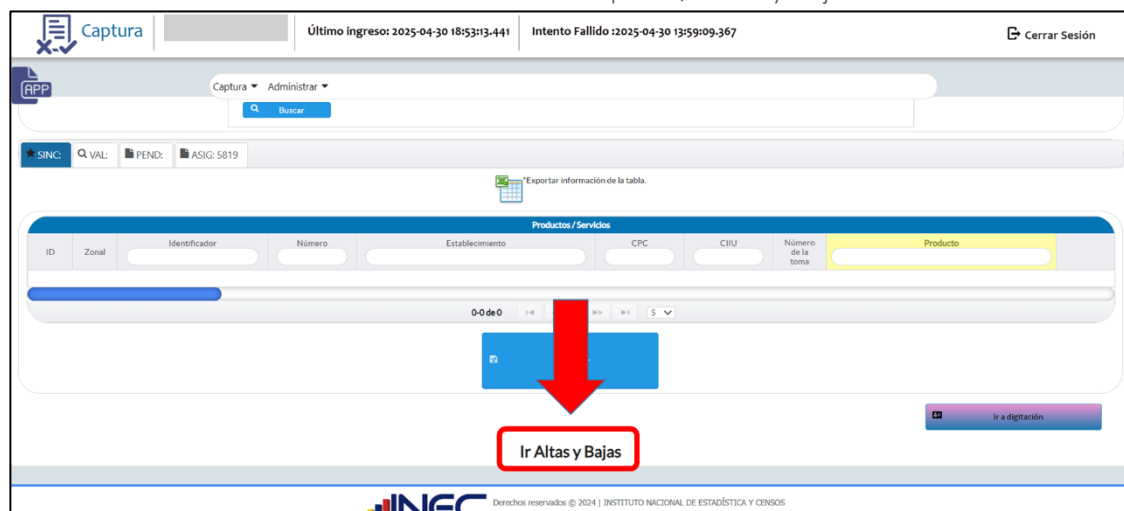 Captura
Último ingreso: 2025-04-30 18:53:13.441
Intento Fallido :2025-04-30 13:59:09.367
Cerrar Sesión
APP
Captura Administrar
Buscar
SINC:
VAL:
PEND:
ASIG: 5819
*Exportar información de la tabla.
Productos / Servicios
ID
Zonal
Identificador
Número
Establecimiento
CPC
CIIU
Número de la toma
Producto
0-0 de 0
5
Ir a digitación
Ir Altas y Bajas
INEC
Derechos reservados © 2024 | INSTITUTO NACIONAL DE ESTADÍSTICA Y CENSOS